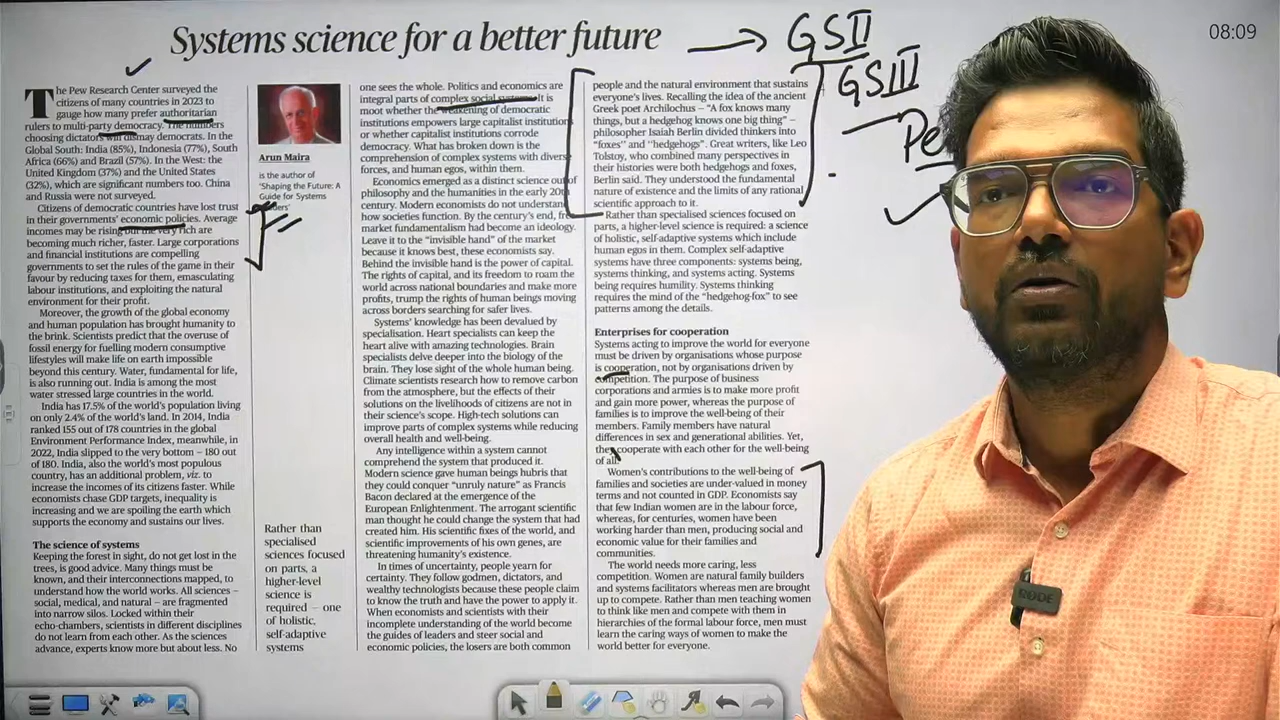 Systems science for a better future
GSII
GSIII
Pe
08:09
The Pew Research Center surveyed the
citizens of many countries in 2023 to
gauge how many prefer authoritarian
rulers to multi-party democracy. The numbers
choosing dictators will dismay democrats. In the
Global South: India (85%), Indonesia (77%), South
Africa (66%) and Brazil (57%). In the West: the
United Kingdom (37%) and the United States
(32%), which are significant numbers too. China
and Russia were not surveyed.
Citizens of democratic countries have lost trust
in their governments' economic policies. Average
incomes may be rising but the very rich are
becoming much richer, faster. Large corporations
and financial institutions are compelling
governments to set the rules of the game in their
favour by reducing taxes for them, emasculating
labour institutions, and exploiting the natural
environment for their profit.
Moreover, the growth of the global economy
and human population has brought humanity to
the brink. Scientists predict that the overuse of
fossil energy for fuelling modern consumptive
lifestyles will make life on earth impossible
beyond this century. Water, fundamental for life,
is also running out. India is among the most
water stressed large countries in the world.
India has 17.5% of the world's population living
on only 2.4% of the world's land. In 2014, India
ranked 155 out of 178 countries in the global
Environment Performance Index, meanwhile, in
2022, India slipped to the very bottom – 180 out
of 180. India, also the world's most populous
country, has an additional problem, viz. to
increase the incomes of its citizens faster. While
economists chase GDP targets, inequality is
increasing and we are spoiling the earth which
supports the economy and sustains our lives.
The science of systems
Keeping the forest in sight, do not get lost in the
trees, is good advice. Many things must be
known, and their interconnections mapped, to
understand how the world works. All sciences –
social, medical, and natural – are fragmented
into narrow silos. Locked within their
echo-chambers, scientists in different disciplines
do not learn from each other. As the sciences
advance, experts know more but about less. No
Arun Maira
is the author of
'Shaping the Future: A
Guide for Systems
Rather than
specialised
sciences focused
on parts, a
higher-level
science is
required – one
of holistic,
self-adaptive
systems
one sees the whole. Politics and economics are
integral parts of complex social systems. It is
moot whether the weakening of democratic
institutions empowers large capitalist institutions
or whether capitalist institutions corrode
democracy. What has broken down is the
comprehension of complex systems with diverse
forces, and human egos, within them.
Economics emerged as a distinct science out of
philosophy and the humanities in the early 20th
century. Modern economists do not understand
how societies function. By the century's end, free
market fundamentalism had become an ideology.
Leave it to the "invisible hand" of the market
because it knows best, these economists say.
Behind the invisible hand is the power of capital.
The rights of capital, and its freedom to roam the
world across national boundaries and make more
profits, trump the rights of human beings moving
across borders searching for safer lives.
Systems' knowledge has been devalued by
specialisation. Heart specialists can keep the
heart alive with amazing technologies. Brain
specialists delve deeper into the biology of the
brain. They lose sight of the whole human being.
Climate scientists research how to remove carbon
from the atmosphere, but the effects of their
solutions on the livelihoods of citizens are not in
their science's scope. High-tech solutions can
improve parts of complex systems while reducing
overall health and well-being.
Any intelligence within a system cannot
comprehend the system that produced it.
Modern science gave human beings hubris that
they could conquer "unruly nature" as Francis
Bacon declared at the emergence of the
European Enlightenment. The arrogant scientific
man thought he could change the system that had
created him. His scientific fixes of the world, and
scientific improvements of his own genes, are
threatening humanity's existence.
In times of uncertainty, people yearn for
certainty. They follow godmen, dictators, and
wealthy technologists because these people claim
to know the truth and have the power to apply it.
When economists and scientists with their
incomplete understanding of the world become
the guides of leaders and steer social and
economic policies, the losers are both common
people and the natural environment that sustains
everyone's lives. Recalling the idea of the ancient
Greek poet Archilochus – "A fox knows many
things, but a hedgehog knows one big thing" –
philosopher Isaiah Berlin divided thinkers into
"foxes" and "hedgehogs". Great writers, like Leo
Tolstoy, who combined many perspectives in
their histories were both hedgehogs and foxes,
Berlin said. They understood the fundamental
nature of existence and the limits of any rational
scientific approach to it.
Rather than specialised sciences focused on
parts, a higher-level science is required: a science
of holistic, self-adaptive systems which include
human egos in them. Complex self-adaptive
systems have three components: systems being,
systems thinking, and systems acting. Systems
being requires humility. Systems thinking
requires the mind of the "hedgehog-fox" to see
patterns among the details.
Enterprises for cooperation
Systems acting to improve the world for everyone
must be driven by organisations whose purpose
is cooperation, not by organisations driven by
competition. The purpose of business
corporations and armies is to make more profit
and gain more power, whereas the purpose of
families is to improve the well-being of their
members. Family members have natural
differences in sex and generational abilities. Yet,
they cooperate with each other for the well-being
of all.
Women's contributions to the well-being of
families and societies are under-valued in money
terms and not counted in GDP. Economists say
that few Indian women are in the labour force,
whereas, for centuries, women have been
working harder than men, producing social and
economic value for their families and
communities.
The world needs more caring, less
competition. Women are natural family builders
and systems facilitators whereas men are brought
up to compete. Rather than men teaching women
to think like men and compete with them in
hierarchies of the formal labour force, men must
learn the caring ways of women to make the
world better for everyone.
RODE